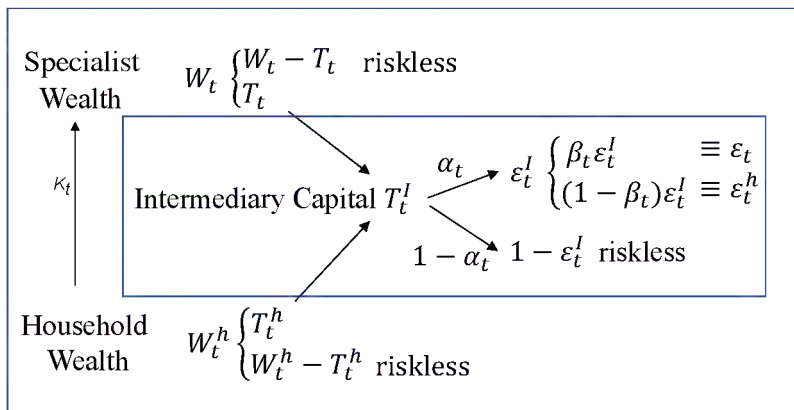 Specialist
Wealth
W_t { W_t − T_t riskless
T_t
κ_t
Intermediary Capital T_t^I
α_t
ε_t^I { β_t ε_t^I ≡ ε_t
(1 − β_t)ε_t^I ≡ ε_t^h
1 − α_t 1 − ε_t^I riskless
Household
Wealth
W_t^h { T_t^h
W_t^h − T_t^h riskless